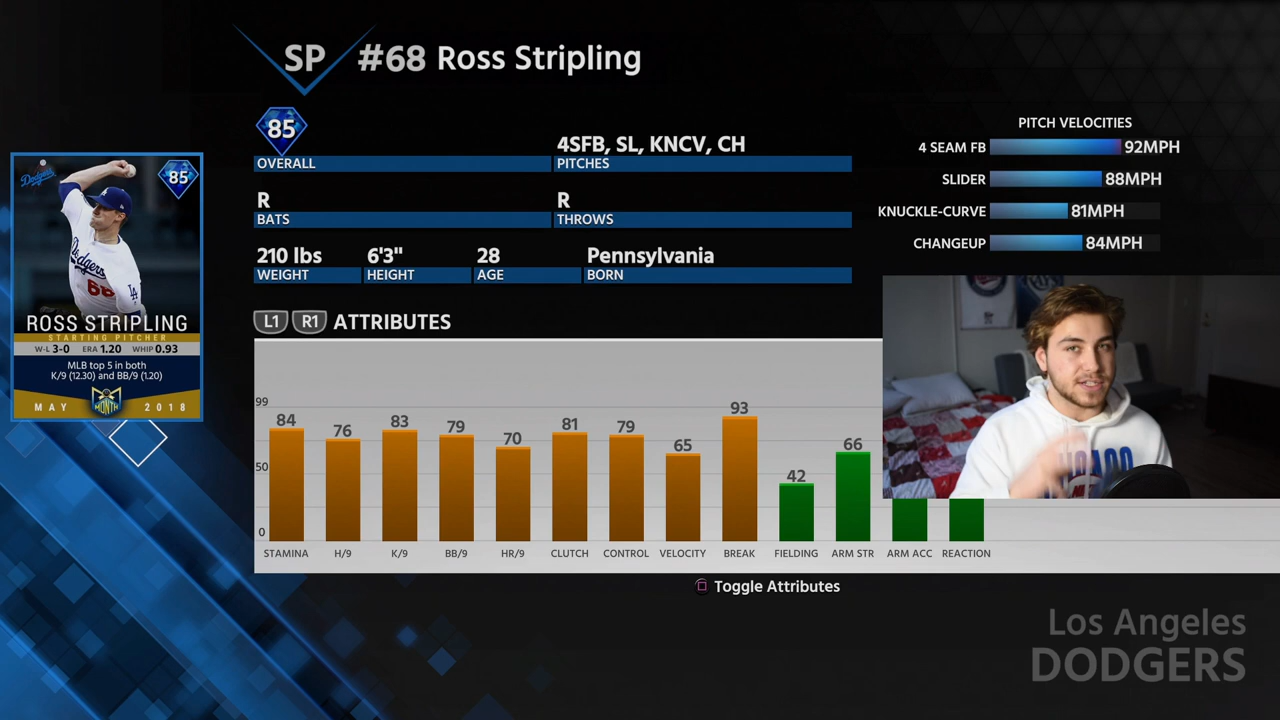 SP #68 Ross Stripling
85
OVERALL
4SFB, SL, KNCV, CH
PITCHES
R
BATS
R
THROWS
210 lbs
WEIGHT
6'3"
HEIGHT
28
AGE
Pennsylvania
BORN
PITCH VELOCITIES
4 SEAM FB 92MPH
SLIDER 88MPH
KNUCKLE-CURVE 81MPH
CHANGEUP 84MPH
Dodgers
85
Dodgers
68
LA
ROSS STRIPLING
STARTING PITCHER
W-L 3-0 ERA 1.20 WHIP 0.93
MLB top 5 in both
K/9 (12.30) and BB/9 (1.20)
MAY MONTH 2018
L1 R1 ATTRIBUTES
99
50
0
84 76 83 79 70 81 79 65 93 42 66
STAMINA H/9 K/9 BB/9 HR/9 CLUTCH CONTROL VELOCITY BREAK FIELDING ARM STR ARM ACC REACTION
Toggle Attributes
Los Angeles
DODGERS